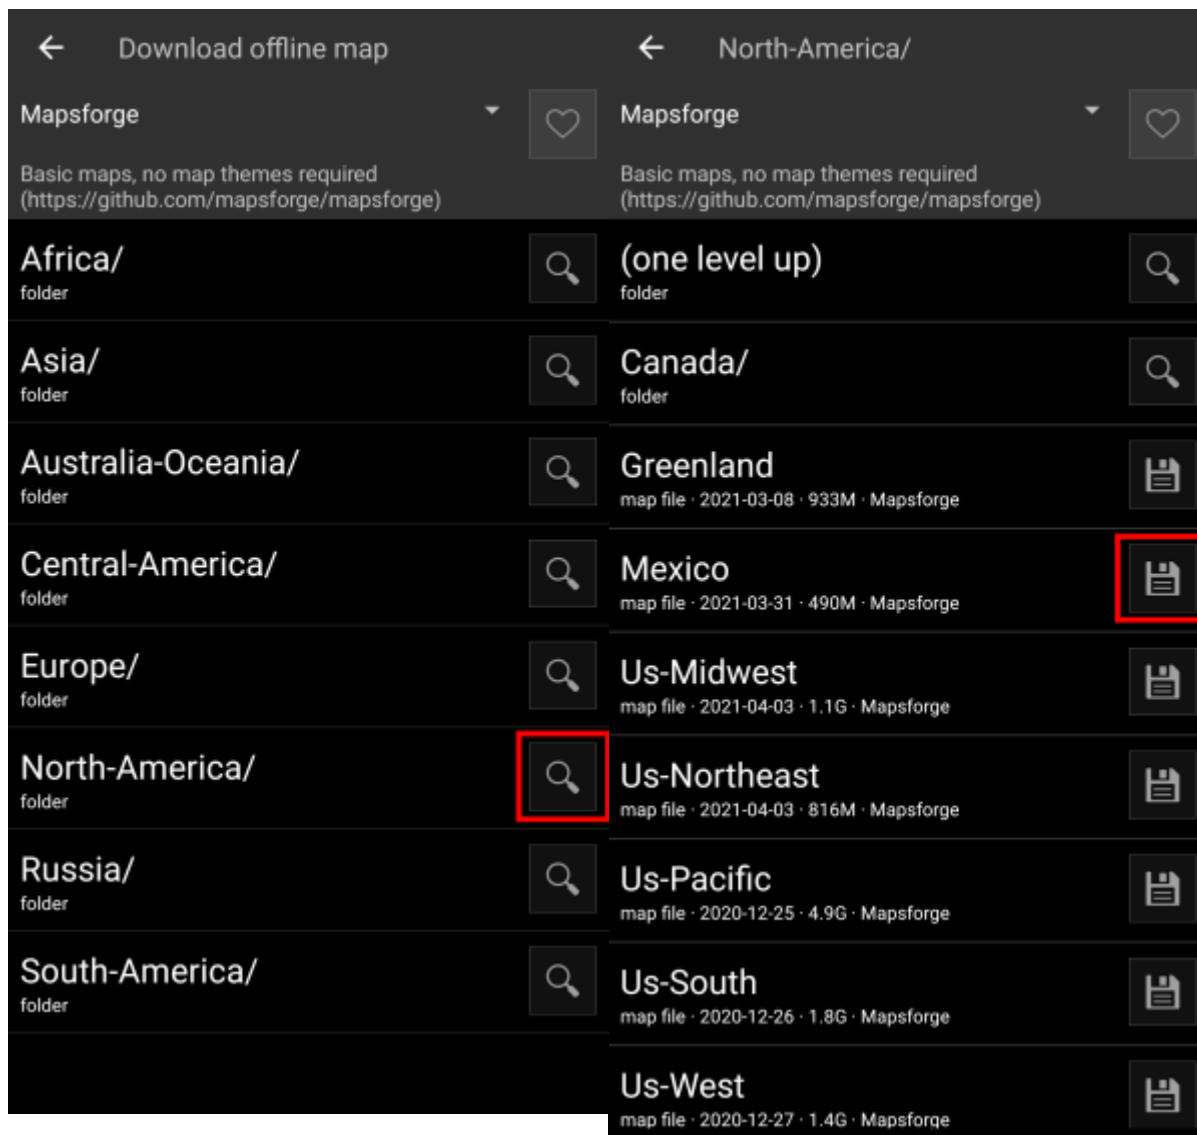 Download offline map
Mapsforge
Basic maps, no map themes required
(https://github.com/mapsforge/mapsforge)
Africa/
folder
Asia/
folder
Australia-Oceania/
folder
Central-America/
folder
Europe/
folder
North-America/
folder
Russia/
folder
South-America/
folder
North-America/
Mapsforge
Basic maps, no map themes required
(https://github.com/mapsforge/mapsforge)
(one level up)
folder
Canada/
folder
Greenland
map file · 2021-03-08 · 933M · Mapsforge
Mexico
map file · 2021-03-31 · 490M · Mapsforge
Us-Midwest
map file · 2021-04-03 · 1.1G · Mapsforge
Us-Northeast
map file · 2021-04-03 · 816M · Mapsforge
Us-Pacific
map file · 2020-12-25 · 4.9G · Mapsforge
Us-South
map file · 2020-12-26 · 1.8G · Mapsforge
Us-West
map file · 2020-12-27 · 1.4G · Mapsforge